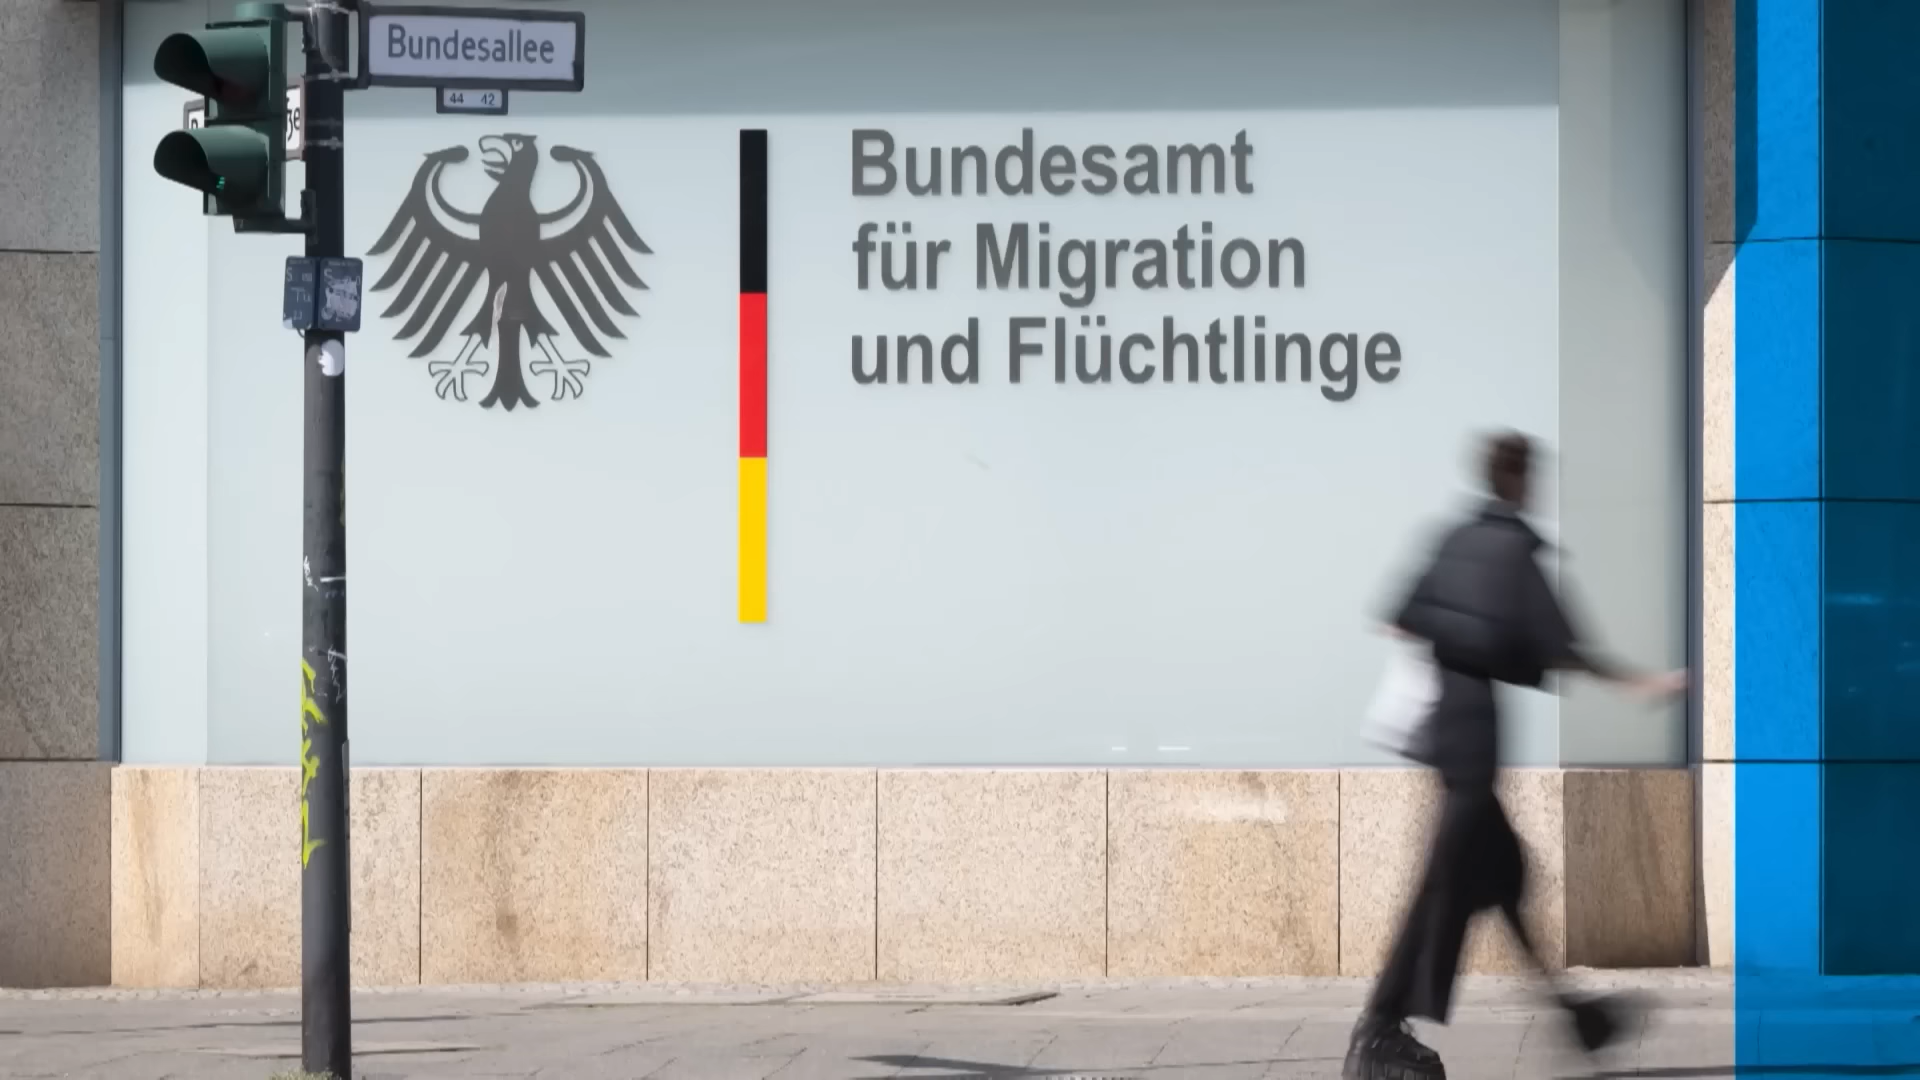 Bundesallee
44 42
Bundesamt
für Migration
und Flüchtlinge